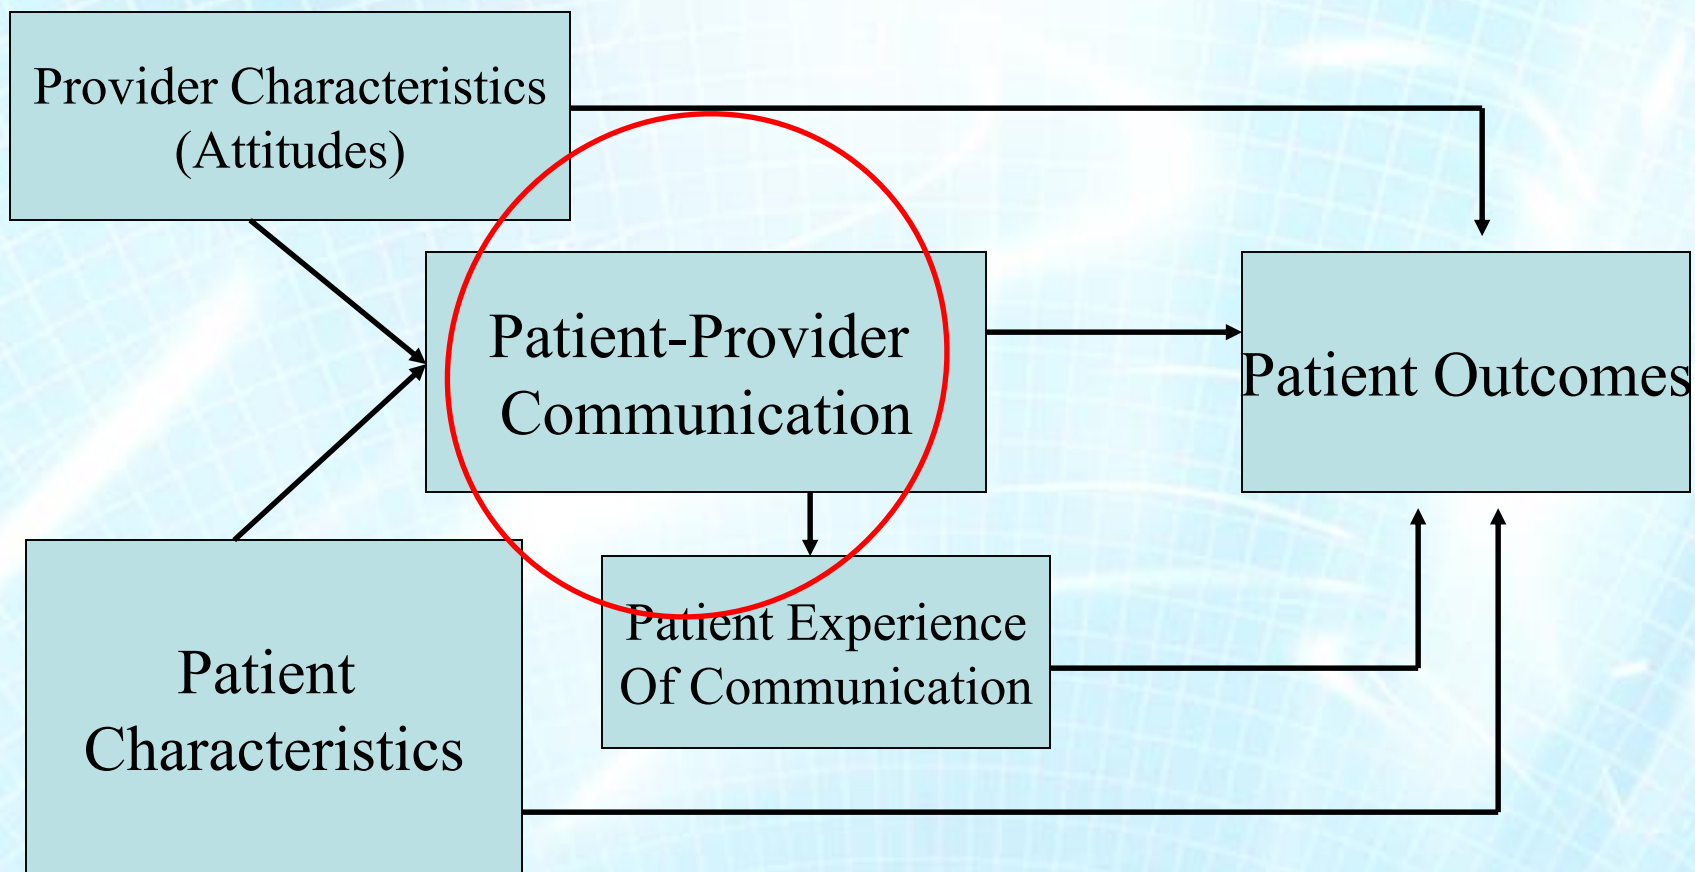 Provider Characteristics
(Attitudes)
Patient-Provider
Communication
Patient Outcomes
Patient Experience
Of Communication
Patient
Characteristics